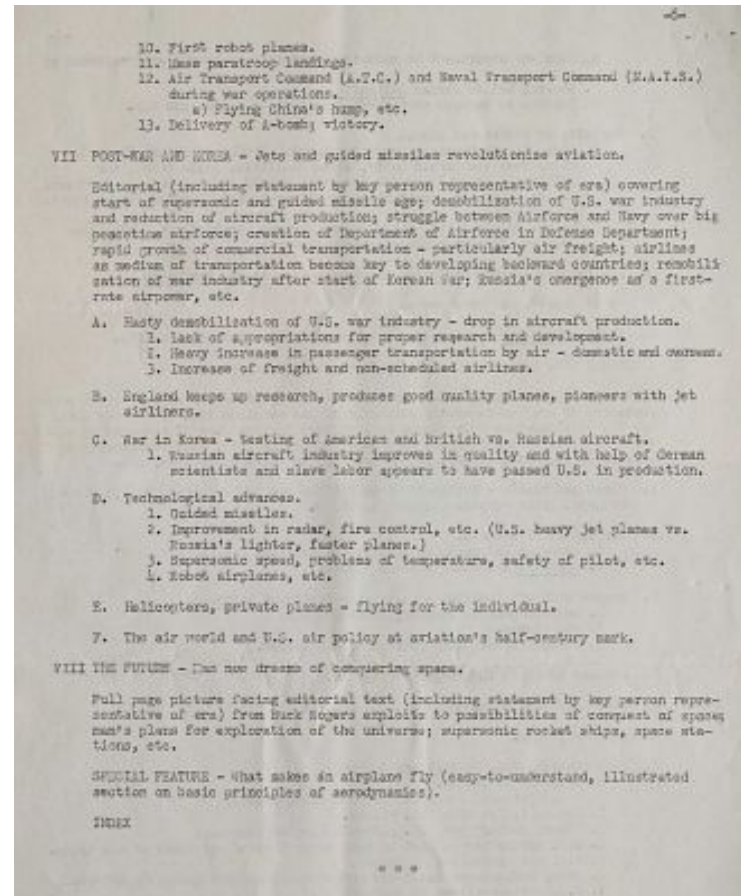 -6-
10. First robot planes.
11. Mass paratroop landings.
12. Air Transport Command (A.T.C.) and Naval Transport Command (N.A.T.S.)
during war operations.
a) Flying China's hump, etc.
13. Delivery of A-bomb; victory.
VII POST-WAR AND KOREA - Jets and guided missiles revolutionize aviation.
Editorial (including statement by key person representative of era) covering
start of supersonic and guided missile age; demobilization of U.S. war industry
and reduction of aircraft production; struggle between Airforce and Navy over big
peacetime airforce; creation of Department of Airforce in Defense Department;
rapid growth of commercial transportation - particularly air freight; airlines
as medium of transportation become key to developing backward countries; remobili-
zation of war industry after start of Korean War; Russia's emergence as a first-
rate airpower, etc.
A. Hasty demobilization of U.S. war industry - drop in aircraft production.
1. Lack of appropriations for proper research and development.
2. Heavy increase in passenger transportation by air - domestic and overseas.
3. Increase of freight and non-scheduled airlines.
B. England keeps up research, produces good quality planes, pioneers with jet
airliners.
C. War in Korea - testing of American and British vs. Russian aircraft.
1. Russian aircraft industry improves in quality and with help of German
scientists and slave labor appears to have passed U.S. in production.
D. Technological advances.
1. Guided missiles.
2. Improvement in radar, fire control, etc. (U.S. heavy jet planes vs.
Russia's lighter, faster planes.)
3. Supersonic speed, problems of temperature, safety of pilot, etc.
4. Robot airplanes, etc.
E. Helicopters, private planes - flying for the individual.
F. The air world and U.S. air policy at aviation's half-century mark.
VIII THE FUTURE - Man now dreams of conquering space.
Full page picture facing editorial text (including statement by key person repre-
sentative of era) from Buck Rogers exploits to possibilities of conquest of space;
man's plans for exploration of the universe; supersonic rocket ships, space sta-
tions, etc.
SPECIAL FEATURE - What makes an airplane fly (easy-to-understand, illustrated
section on basic principles of aerodynamics).
INDEX
* * *